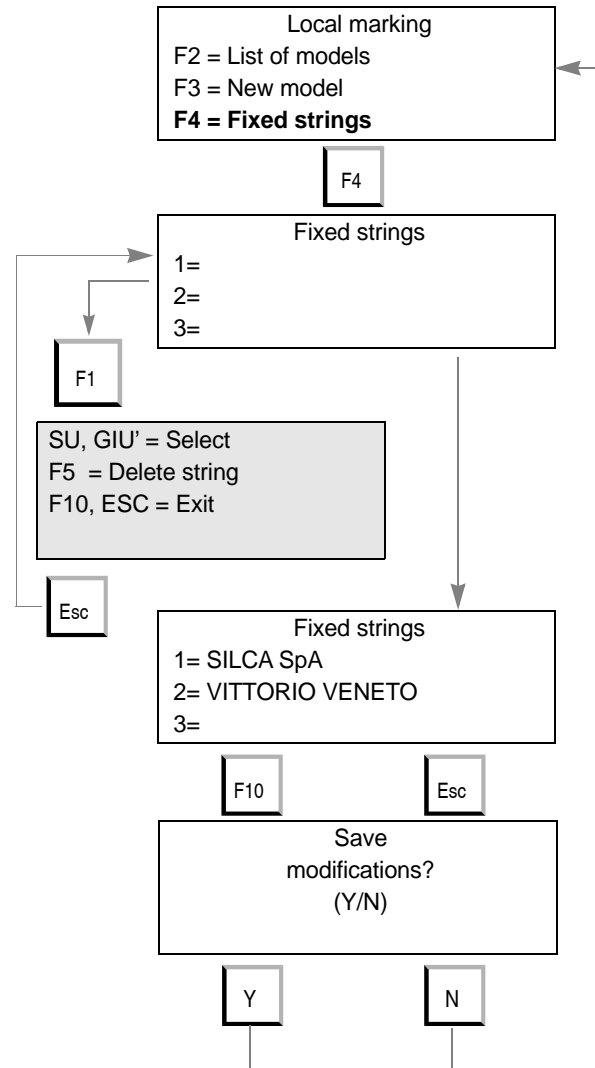 Local marking
F2 = List of models
F3 = New model
F4 = Fixed strings
F4
Fixed strings
1=
2=
3=
F1
SU, GIU' = Select
F5 = Delete string
F10, ESC = Exit
Esc
Fixed strings
1= SILCA SpA
2= VITTORIO VENETO
3=
F10
Esc
Save
modifications?
(Y/N)
Y
N